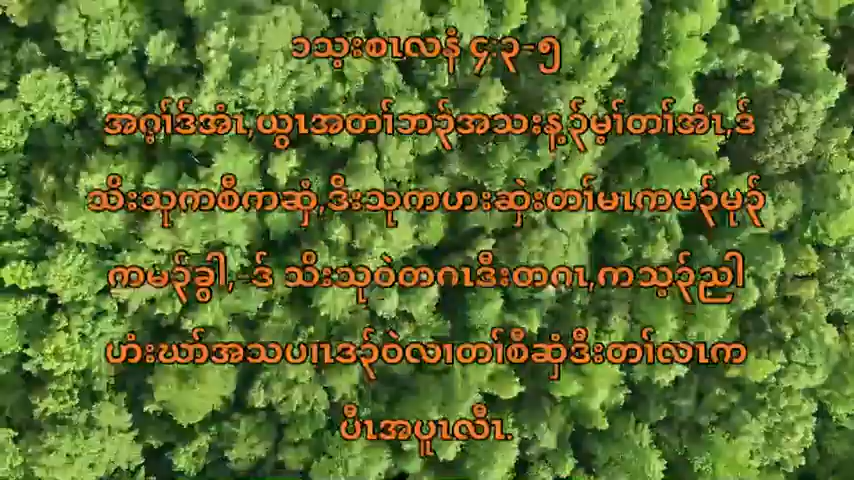 ၁သ့းစၤလနံ ၄:၃-၅
အဂ့ၢ်ဒ်အံၤ,ယွၤအတၢ်ဘၣ်အသးန့ၣ်မ့ၢ်တၢ်အံၤ,ဒ်
သိးသုကစီကဆှံ,ဒိးသုကဟးဆှဲးတၢ်မၤကမၣ်မုၣ်
ကမၣ်ခွါ,-ဒ် သိးသုဝဲတဂၤဒီးတဂၤ,ကသ့ၣ်ညါ
ဟံးဃာ်အသပၢၤဒၣ်ဝဲလၢတၢ်စီဆှံဒီးတၢ်လၤက
ပီၤအပူၤလီၤ.